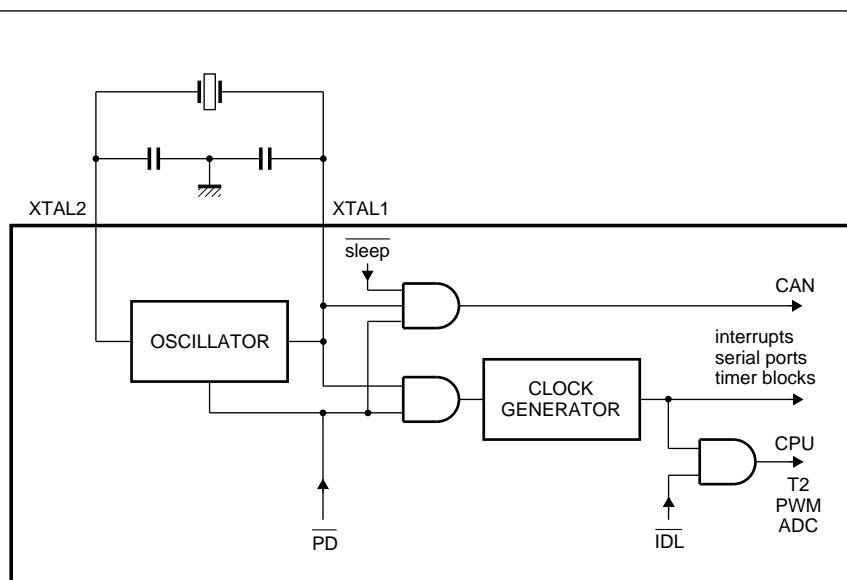 XTAL2
XTAL1
sleep
CAN
OSCILLATOR
interrupts
serial ports
timer blocks
CLOCK
GENERATOR
CPU
T2
PWM
ADC
PD
IDL